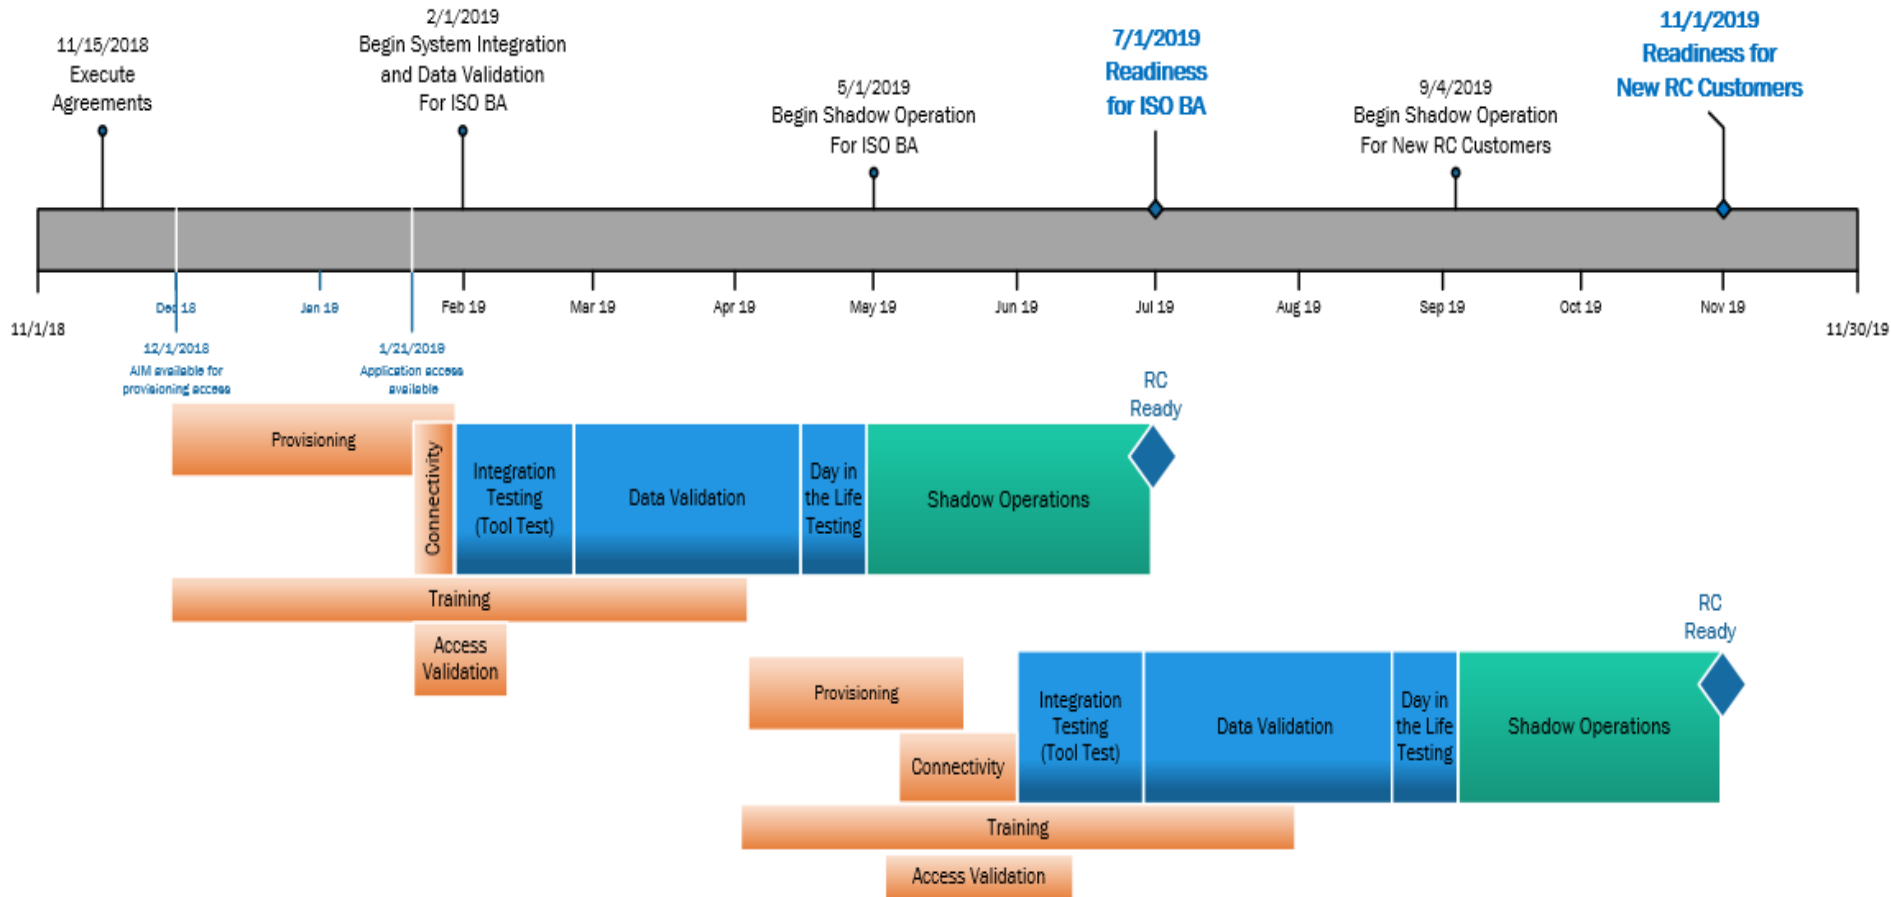 11/15/2018
Execute
Agreements
2/1/2019
Begin System Integration
and Data Validation
For ISO BA
5/1/2019
Begin Shadow Operation
For ISO BA
7/1/2019
Readiness
for ISO BA
9/4/2019
Begin Shadow Operation
For New RC Customers
11/1/2019
Readiness for
New RC Customers
11/1/18
Dec 18
Jan 19
Feb 19
Mar 19
Apr 19
May 19
Jun 19
Jul 19
Aug 19
Sep 19
Oct 19
Nov 19
11/30/19
12/1/2018
AIM available for
provisioning access
1/21/2019
Application access
available
RC
Ready
Provisioning
Connectivity
Integration
Testing
(Tool Test)
Data Validation
Day in
the Life
Testing
Shadow Operations
Training
Access
Validation
RC
Ready
Provisioning
Connectivity
Integration
Testing
(Tool Test)
Data Validation
Day in
the Life
Testing
Shadow Operations
Training
Access Validation